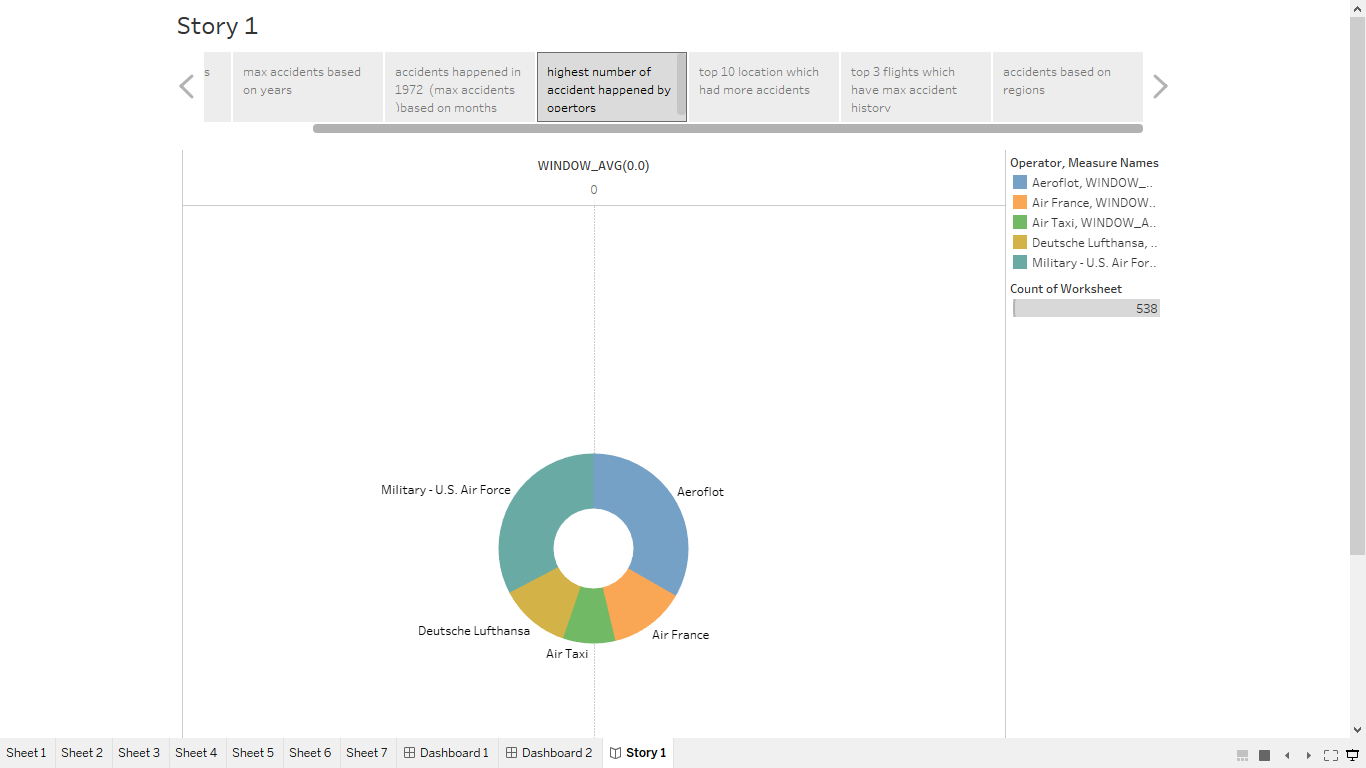 Story 1
s
max accidents based
on years
accidents happened in
1972 (max accidents
)based on months
highest number of
accident happened by
opertors
top 10 location which
had more accidents
top 3 flights which
have max accident
history
accidents based on
regions
WINDOW_AVG(0.0)
0
Operator, Measure Names
Aeroflot, WINDOW_..
Air France, WINDOW..
Air Taxi, WINDOW_A..
Deutsche Lufthansa, ..
Military - U.S. Air For..
Count of Worksheet
538
Military - U.S. Air Force
Aeroflot
Deutsche Lufthansa
Air France
Air Taxi
Sheet 1
Sheet 2
Sheet 3
Sheet 4
Sheet 5
Sheet 6
Sheet 7
Dashboard 1
Dashboard 2
Story 1